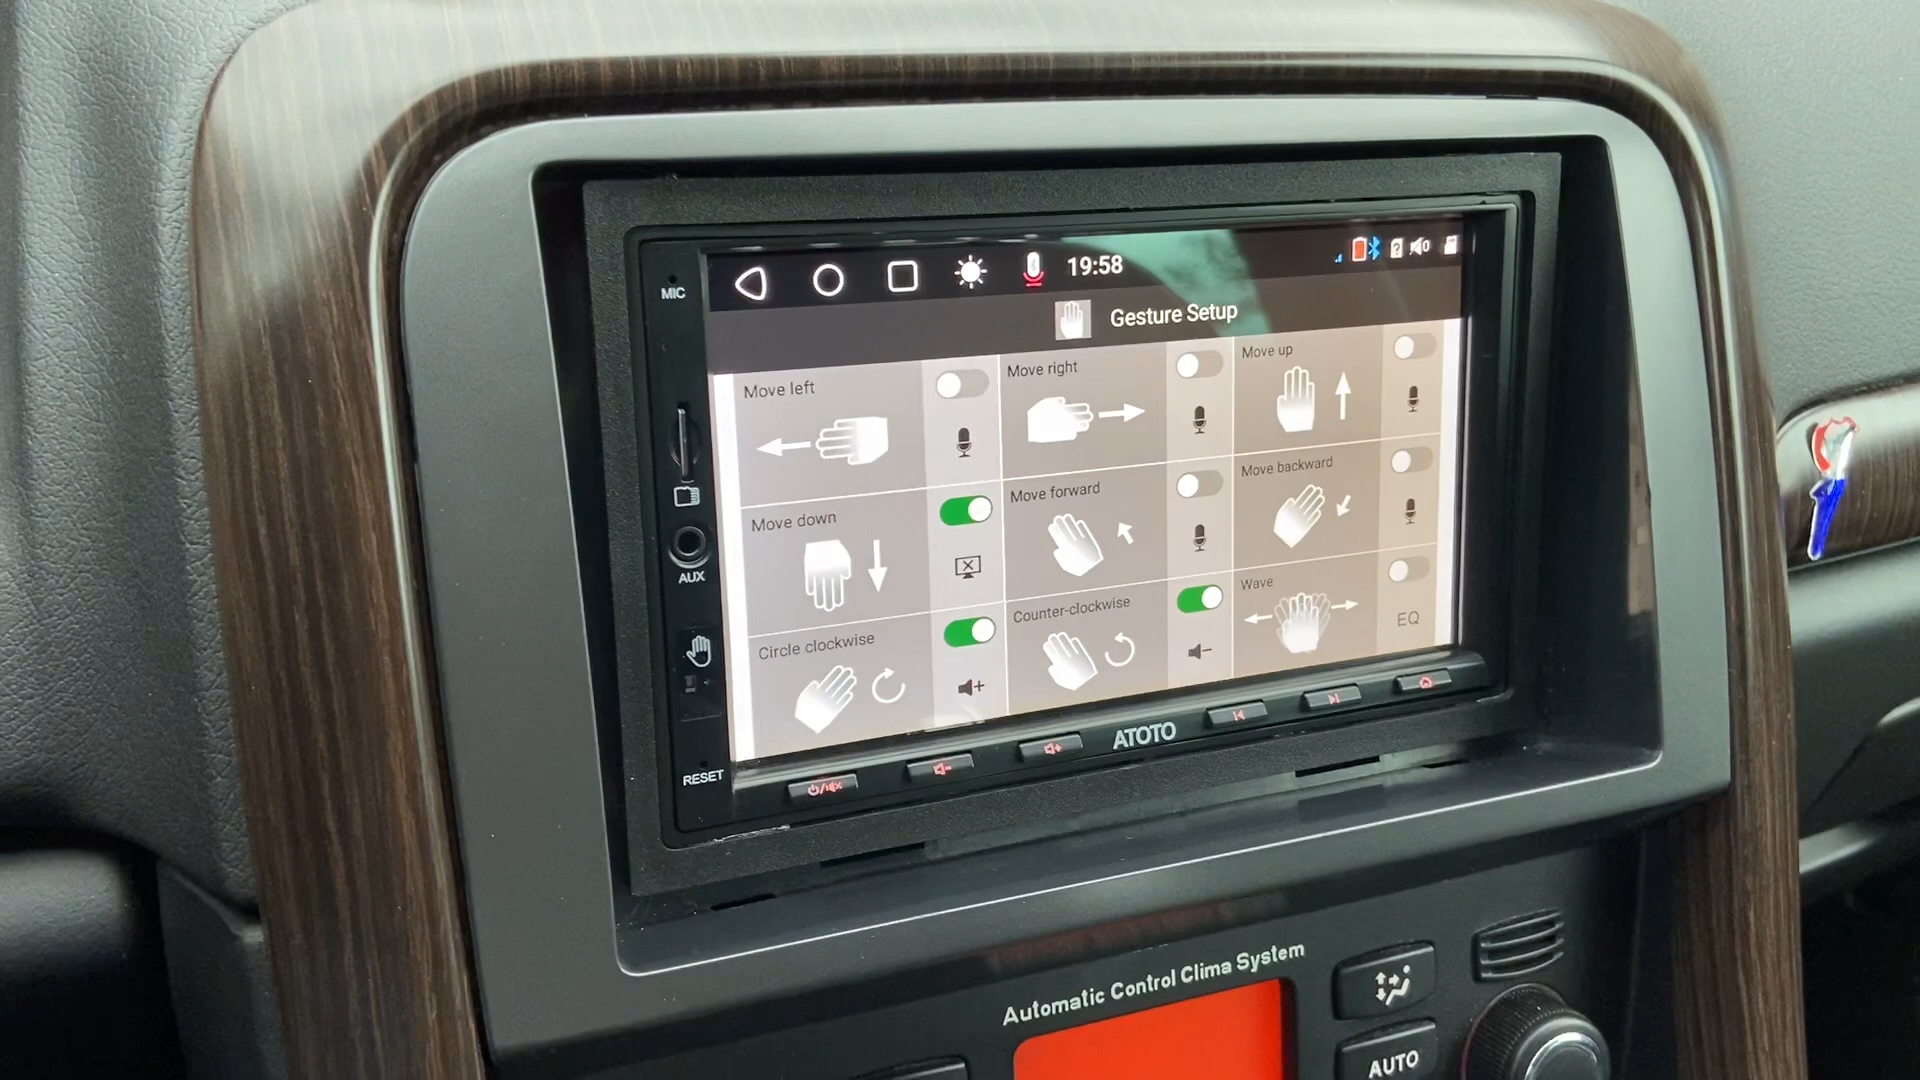 19:58
Gesture Setup
MIC
Move left
Move right
Move up
Move down
Move forward
Move backward
AUX
Circle clockwise
Counter-clockwise
Wave
EQ
RESET
ATOTO
Automatic Control Clima System
AUTO